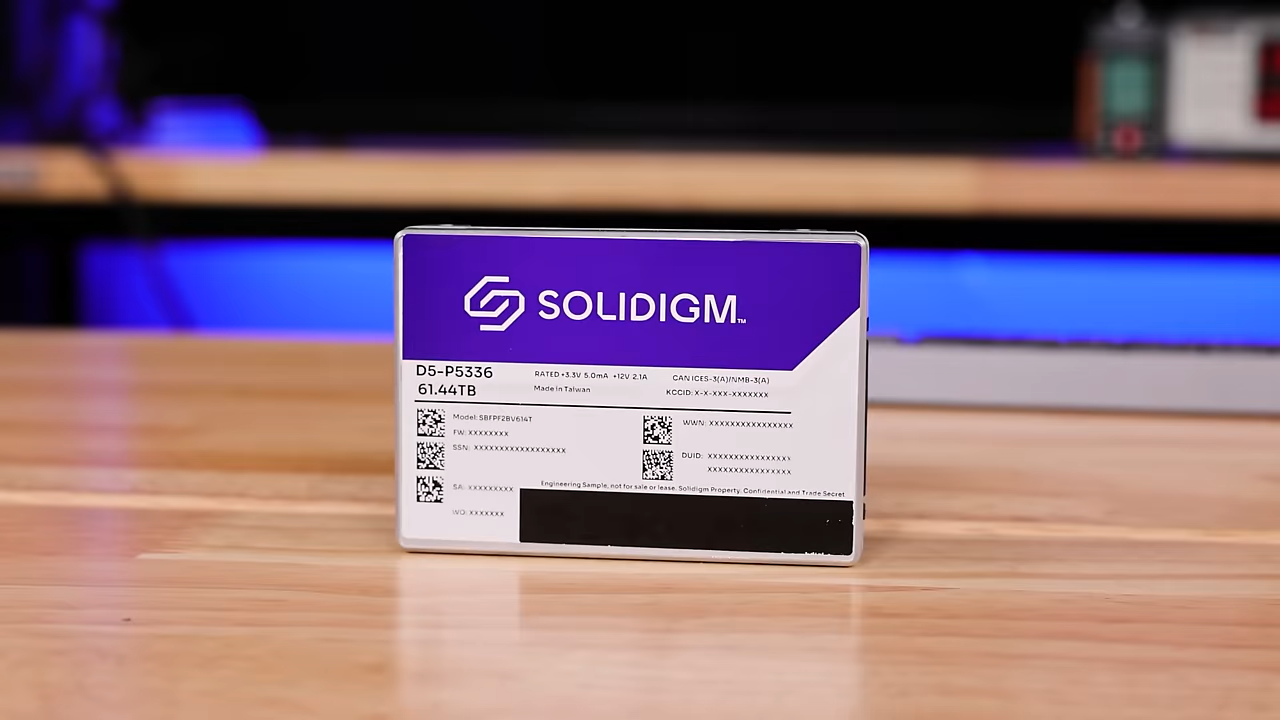 SOLIDIGM™
D5-P5336
61.44TB
RATED +3.3V 5.0mA +12V 2.1A
Made in Taiwan
CAN ICES-3(A)/NMB-3(A)
KCCID: X-X-XXX-XXXXXXX
Model: SBFPF2BV614T
FW: XXXXXXXX
SSN: XXXXXXXXXXXXXXXXXX
SA: XXXXXXXXX
WO: XXXXXXX
WWN: XXXXXXXXXXXXXXXX
DUID: XXXXXXXXXXXXXXXX
XXXXXXXXXXXXXXXX
Engineering Sample, not for sale or lease. Solidigm Property. Confidential and Trade Secret